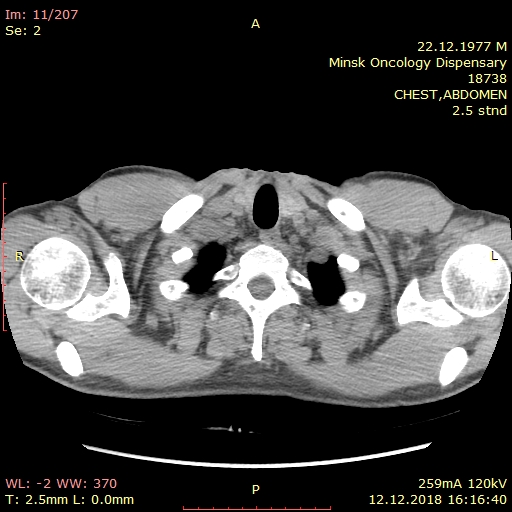 Im: 11/207
Se: 2
A
22.12.1977 M
Minsk Oncology Dispensary
18738
CHEST,ABDOMEN
2.5 stnd
R
L
WL: -2 WW: 370
T: 2.5mm L: 0.0mm
P
259mA 120kV
12.12.2018 16:16:40